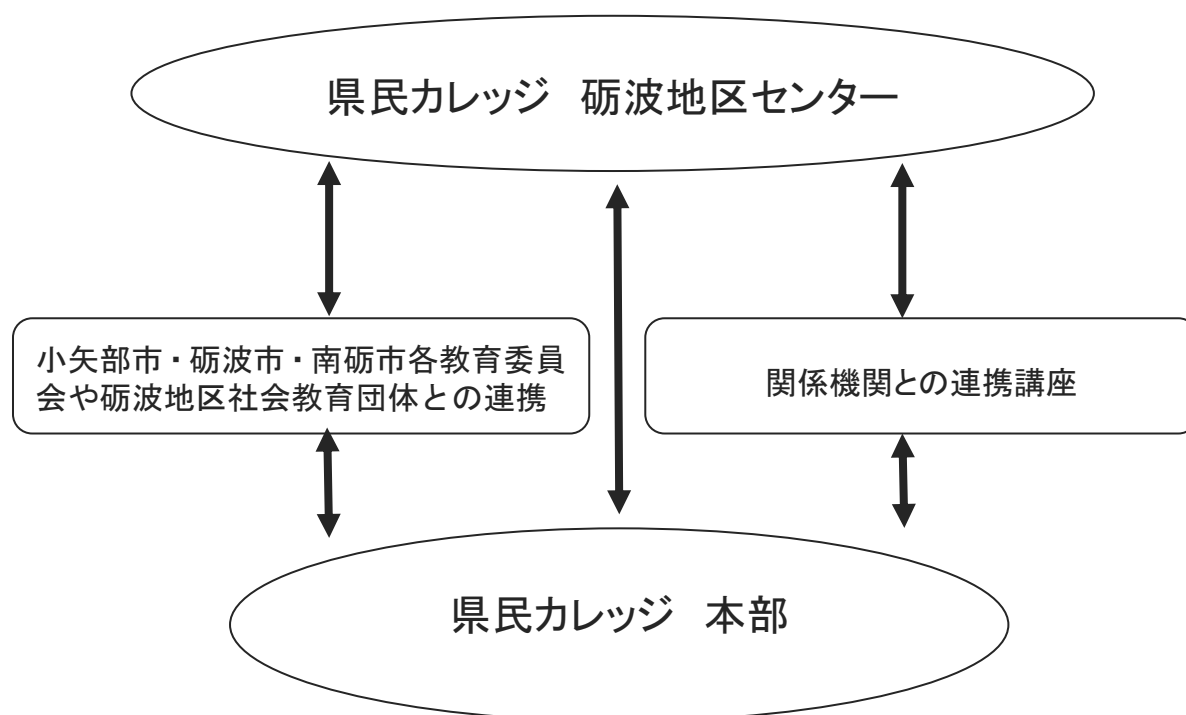 県民カレッジ　砺波地区センター
小矢部市・砺波市・南砺市各教育委員
会や砺波地区社会教育団体との連携
関係機関との連携講座
県民カレッジ　本部